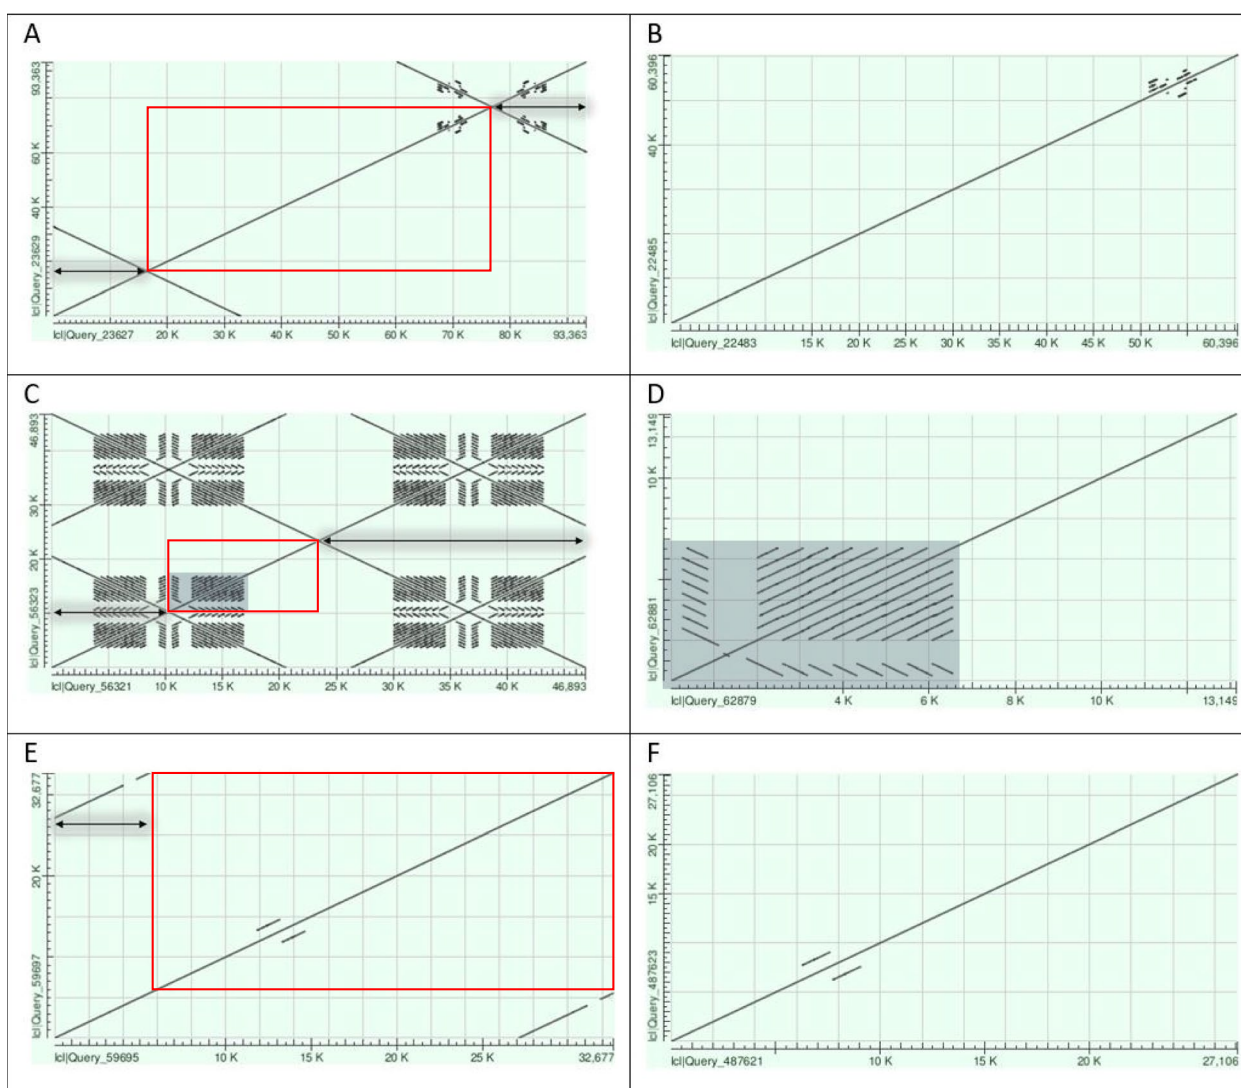 A
93,363
60 K
40 K
lcl|Query_23629
lcl|Query_23627
20 K
30 K
40 K
50 K
60 K
70 K
80 K
93,363
B
60,396
40 K
lcl|Query_22485
lcl|Query_22483
15 K
20 K
25 K
30 K
35 K
40 K
45 K
50 K
60,396
C
46,893
30 K
20 K
lcl|Query_56323
lcl|Query_56321
10 K
15 K
20 K
25 K
30 K
35 K
40 K
46,893
D
13,149
10 K
lcl|Query_62881
lcl|Query_62879
4 K
6 K
8 K
10 K
13,149
E
32,677
20 K
lcl|Query_59697
lcl|Query_59695
10 K
15 K
20 K
25 K
32,677
F
27,106
20 K
15 K
lcl|Query_487623
lcl|Query_487621
10 K
15 K
20 K
27,106